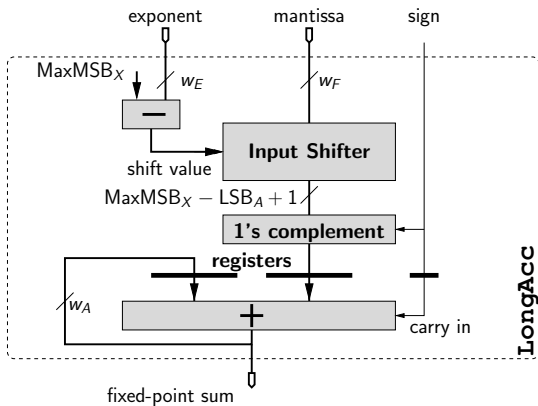 exponent
mantissa
sign
MaxMSB_X
w_E
w_F
−
Input Shifter
shift value
MaxMSB_X − LSB_A + 1
1's complement
registers
w_A
+
carry in
LongAcc
fixed-point sum